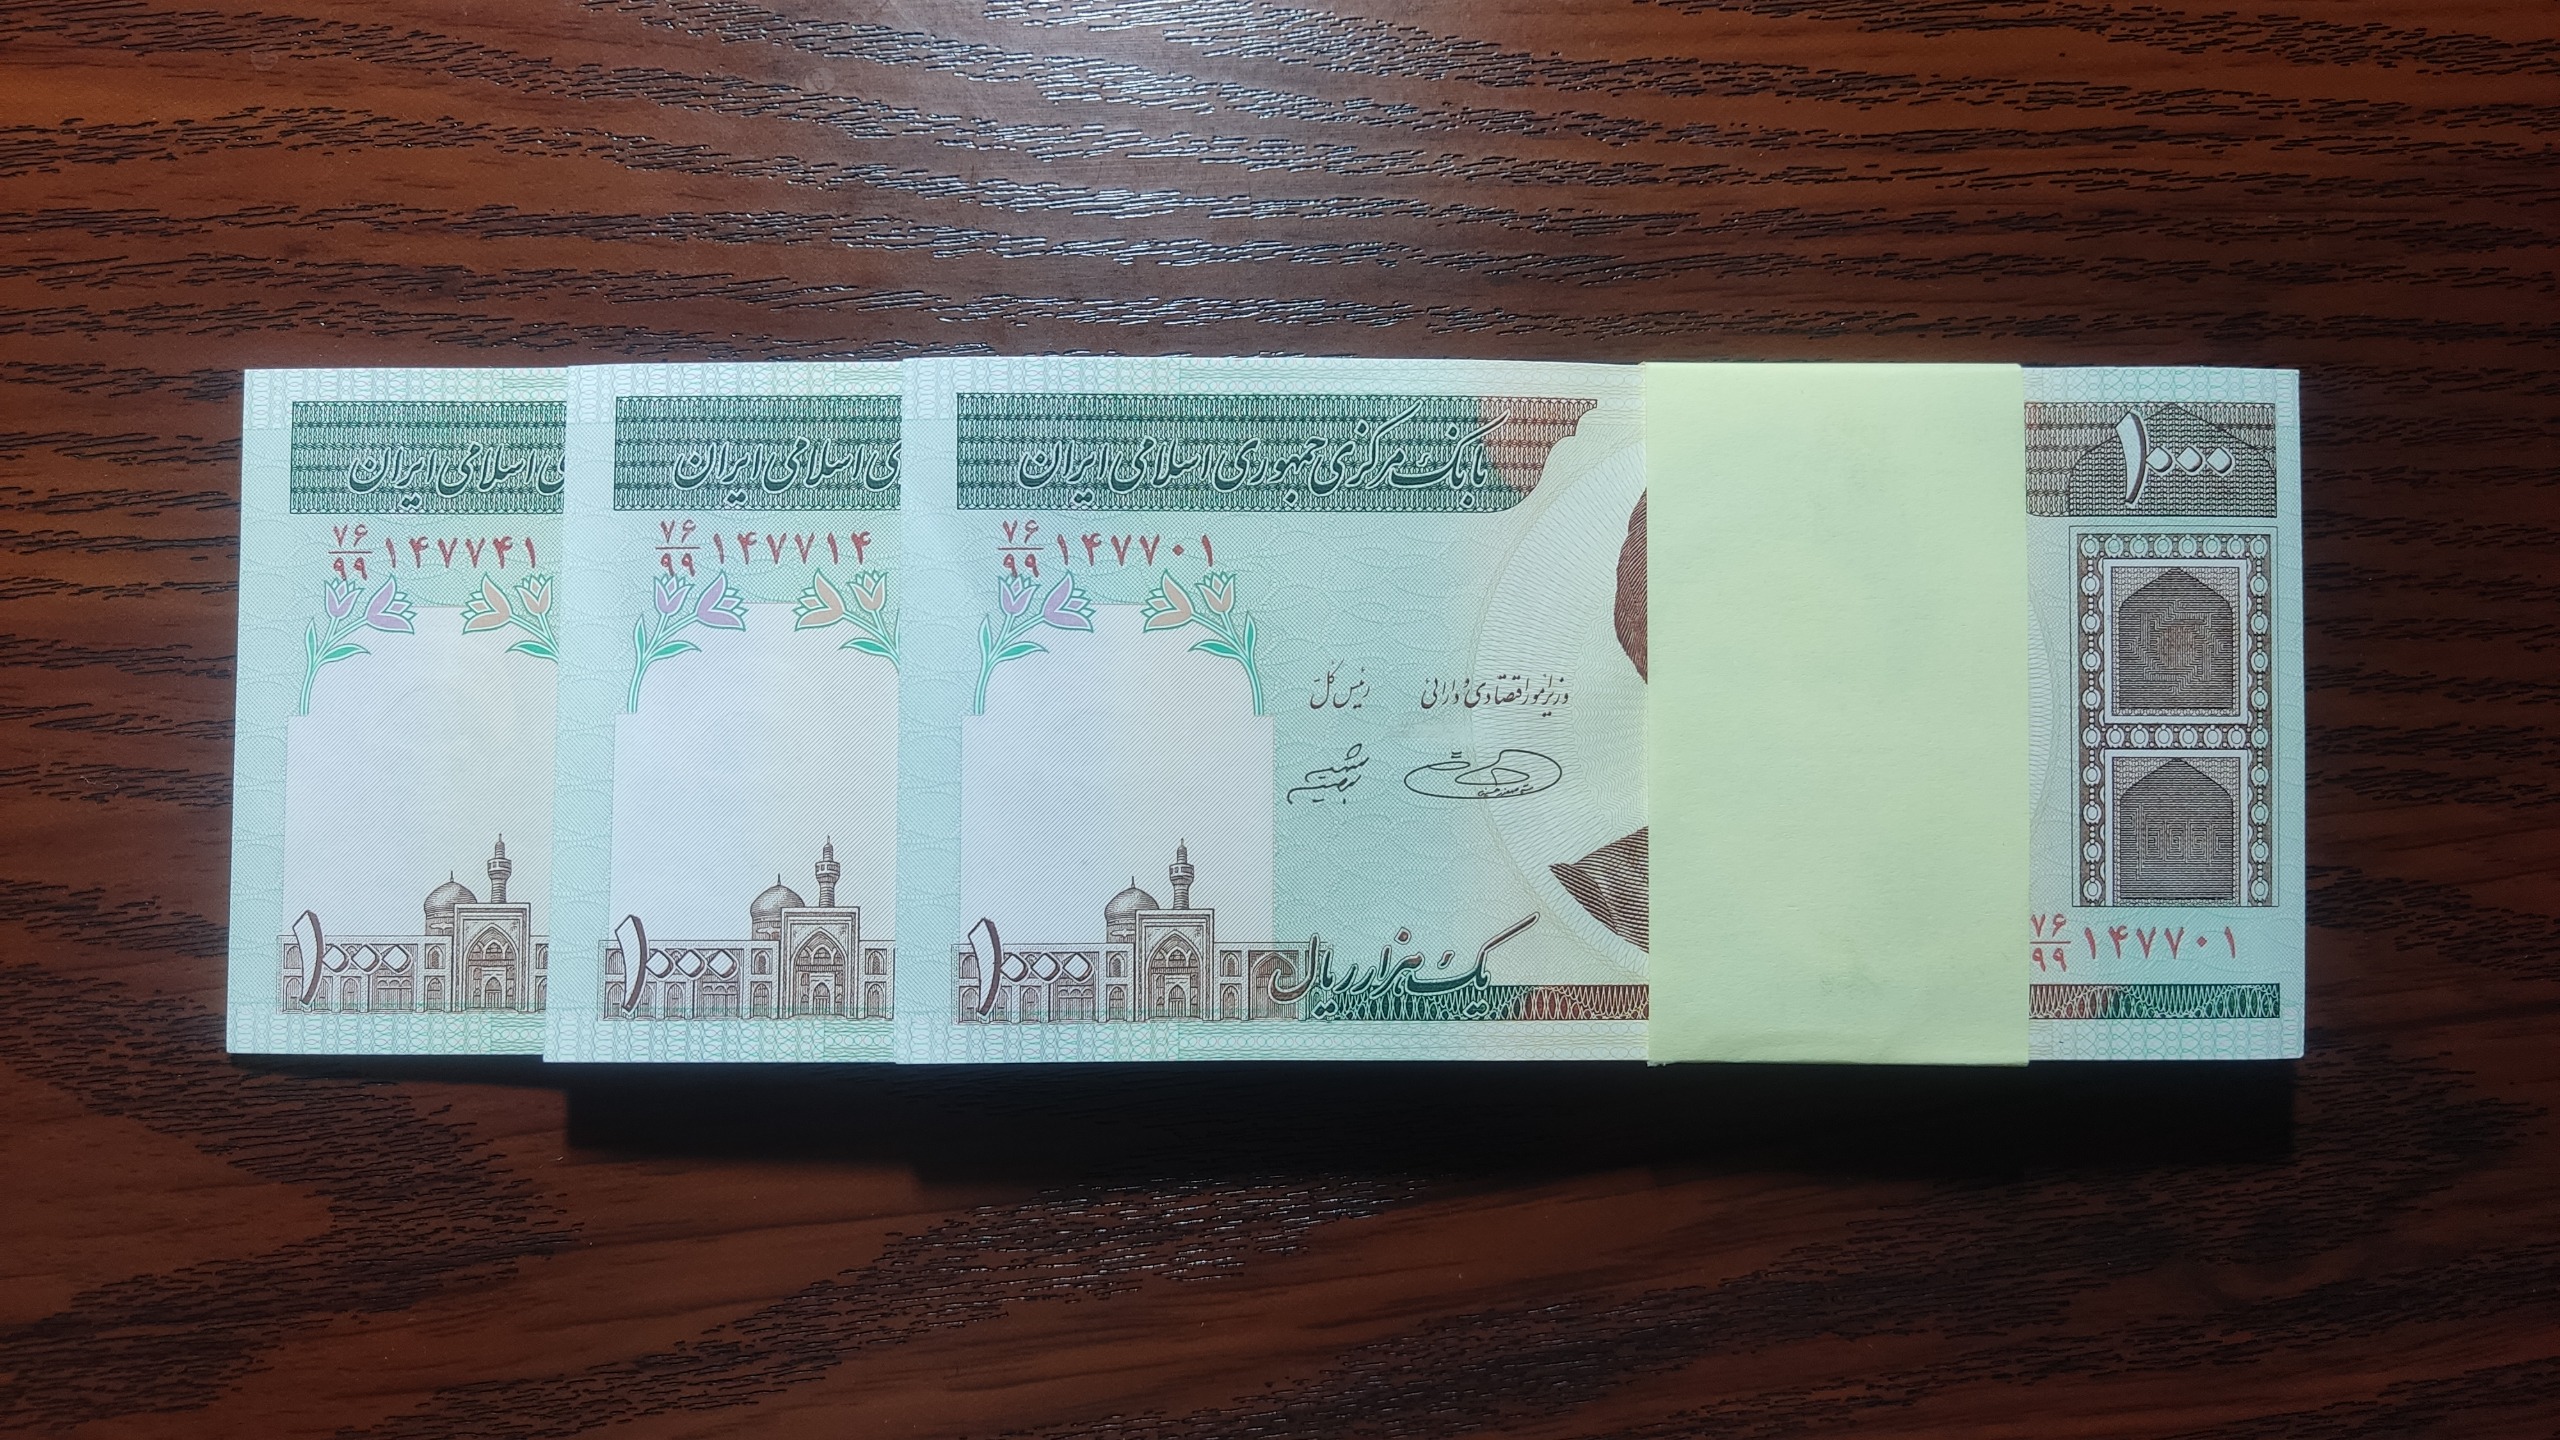 بانک مرکزی جمهوری اسلامی ایران
۱۰۰۰
۷۶/۹۹ ۱۴۷۷۰۱
وزیر امور اقتصادی و دارائی
رئیس کل
یک هزار ریال
۱۰۰۰
۷۶/۹۹ ۱۴۷۷۰۱
ی اسلامی ایران
۷۶/۹۹ ۱۴۷۷۱۴
۱۰۰۰
ی اسلامی ایران
۷۶/۹۹ ۱۴۷۷۴۱
۱۰۰۰